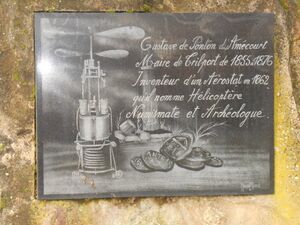 Gustave de Ponton d'Amécourt
Maire de Trilport de 1855 à 1876
Inventeur d'un Aérostat en 1862
qu'il nomme Hélicoptère
Numismate et Archéologue.